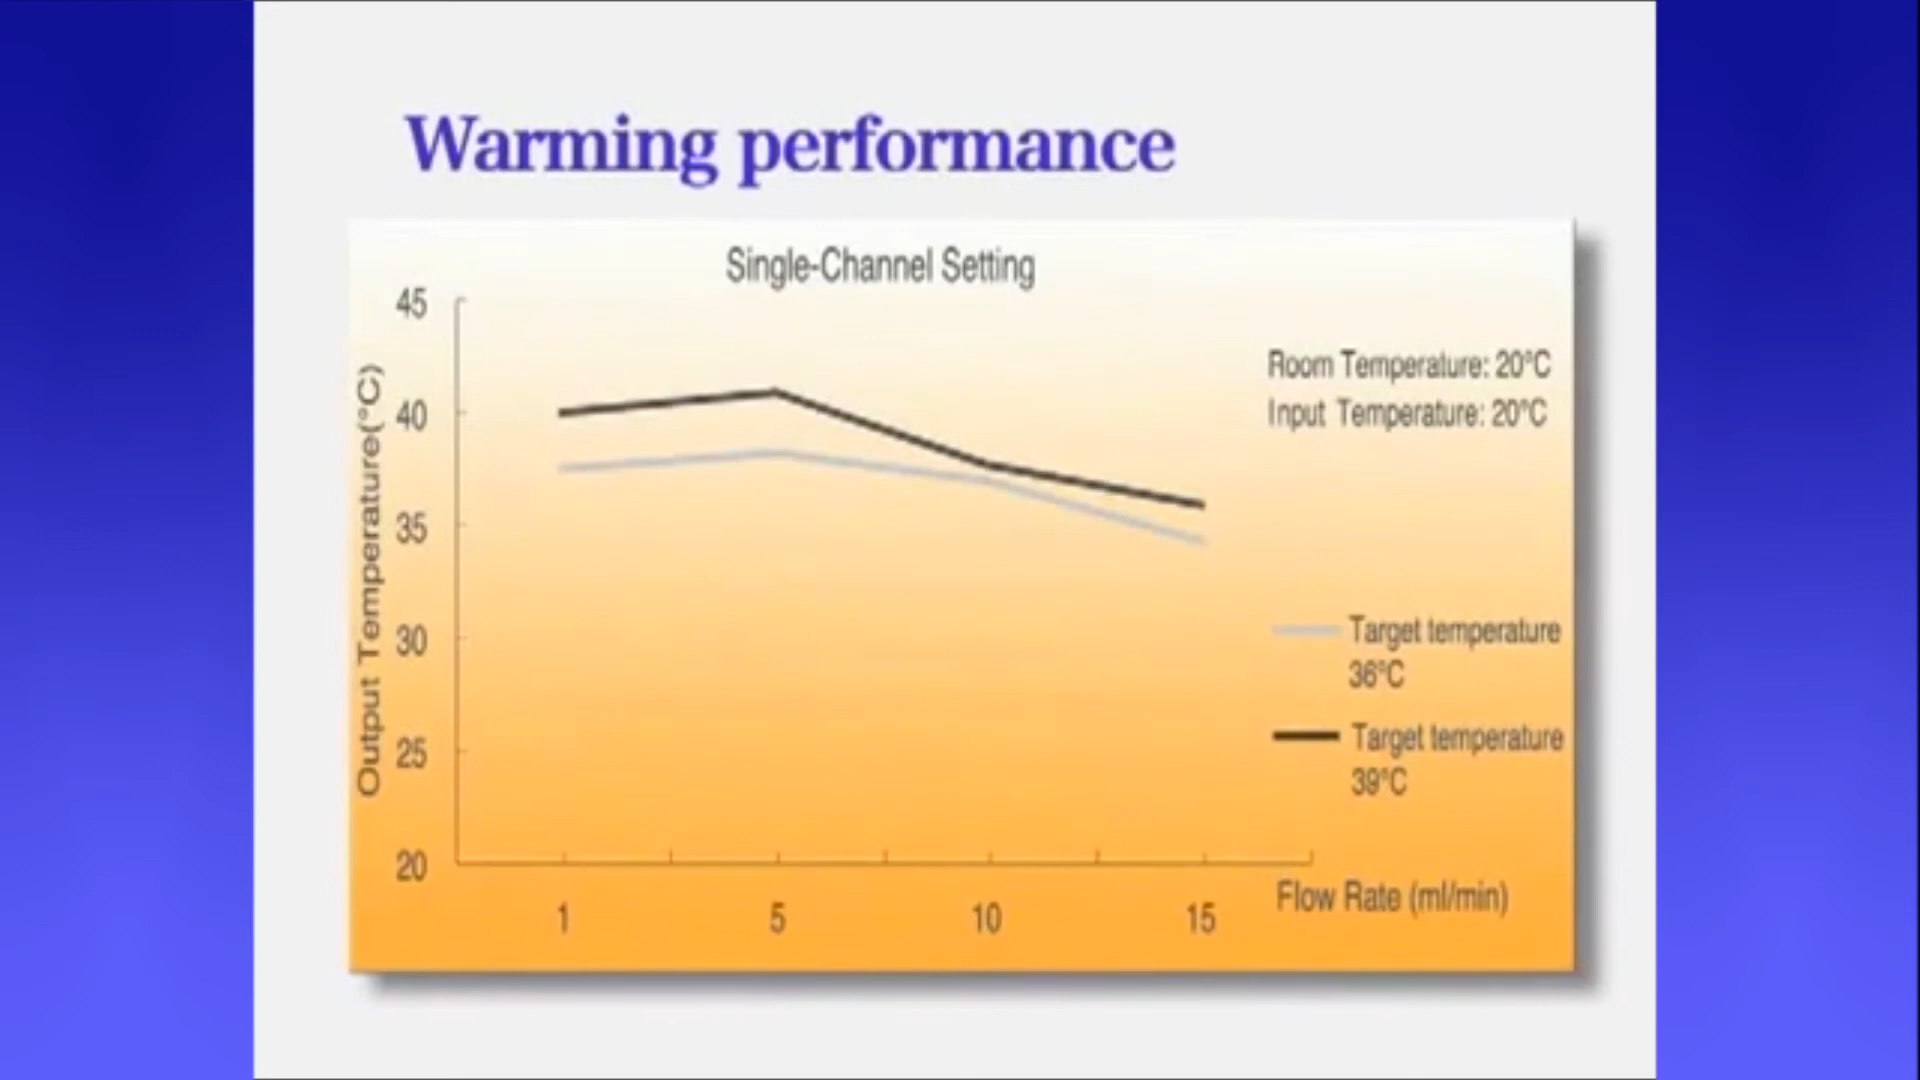 Warming performance
Single-Channel Setting
45
40
35
30
25
20
Output Temperature(°C)
Room Temperature: 20°C
Input Temperature: 20°C
Target temperature
36°C
Target temperature
39°C
1 5 10 15
Flow Rate (ml/min)